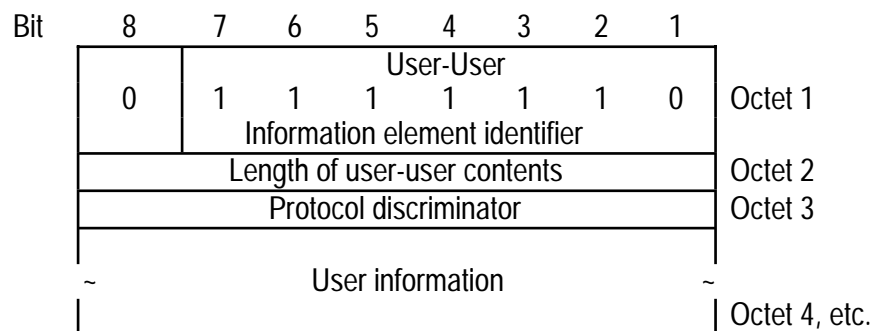 Bit 8 7 6 5 4 3 2 1
User-User
0 1 1 1 1 1 1 0 Octet 1
Information element identifier
Length of user-user contents Octet 2
Protocol discriminator Octet 3
~ User information ~
Octet 4, etc.